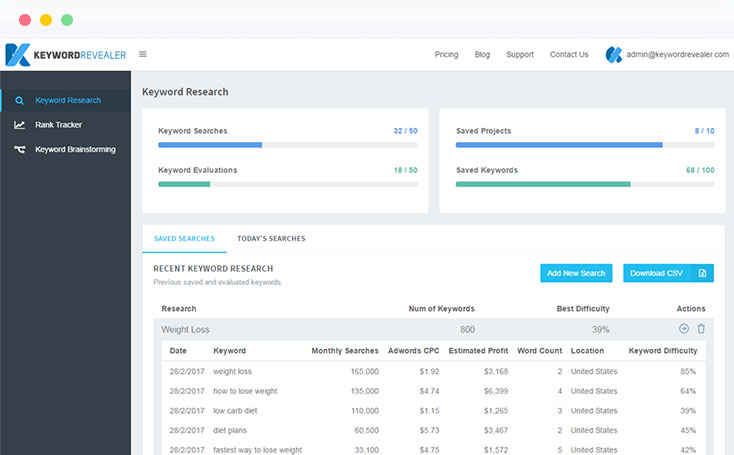 KEYWORDREVEALER
Pricing Blog Support Contact Us admin@keywordrevealer.com
Keyword Research
Rank Tracker
Keyword Brainstorming
Keyword Research
Keyword Searches 32 / 50
Keyword Evaluations 18 / 50
Saved Projects 8 / 10
Saved Keywords 68 / 100
SAVED SEARCHES TODAY'S SEARCHES
RECENT KEYWORD RESEARCH
Previous saved and evaluated keywords.
Add New Search Download CSV
Research Num of Keywords Best Difficulty Actions
Weight Loss 800 39%
Date Keyword Monthly Searches Adwords CPC Estimated Profit Word Count Location Keyword Difficulty
28/2/2017 weight loss 165,000 $1.92 $3,168 2 United States 85%
28/2/2017 how to lose weight 135,000 $4.74 $6,399 4 United States 64%
28/2/2017 low carb diet 110,000 $1.15 $1,265 3 United States 39%
28/2/2017 diet plans 60,500 $5.73 $3,467 2 United States 45%
28/2/2017 fastest way to lose weight 33,100 $4.75 $1,572 5 United States 42%